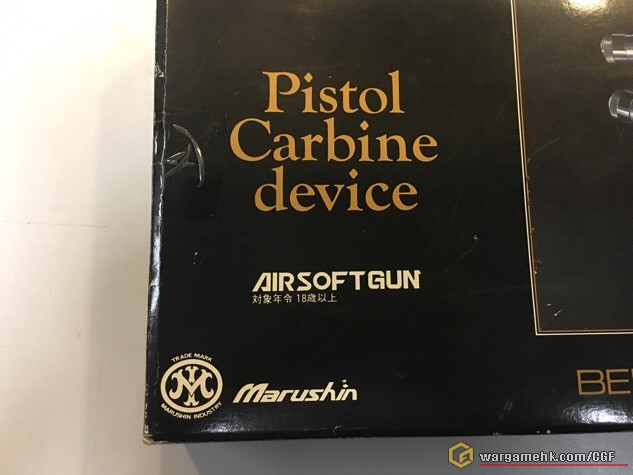 Pistol
Carbine
device
AIRSOFTGUN
対象年令 18歳以上
TRADE MARK
MARUSHIN INDUSTRY
Marushin
BE
wargamehk.com/CGF